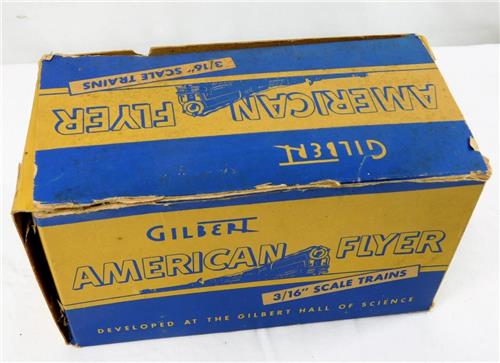 3/16" SCALE TRAINS
AMERICAN
FLYER
GILBERT
GILBERT
AMERICAN FLYER
3/16" SCALE TRAINS
DEVELOPED AT THE GILBERT HALL OF SCIENCE